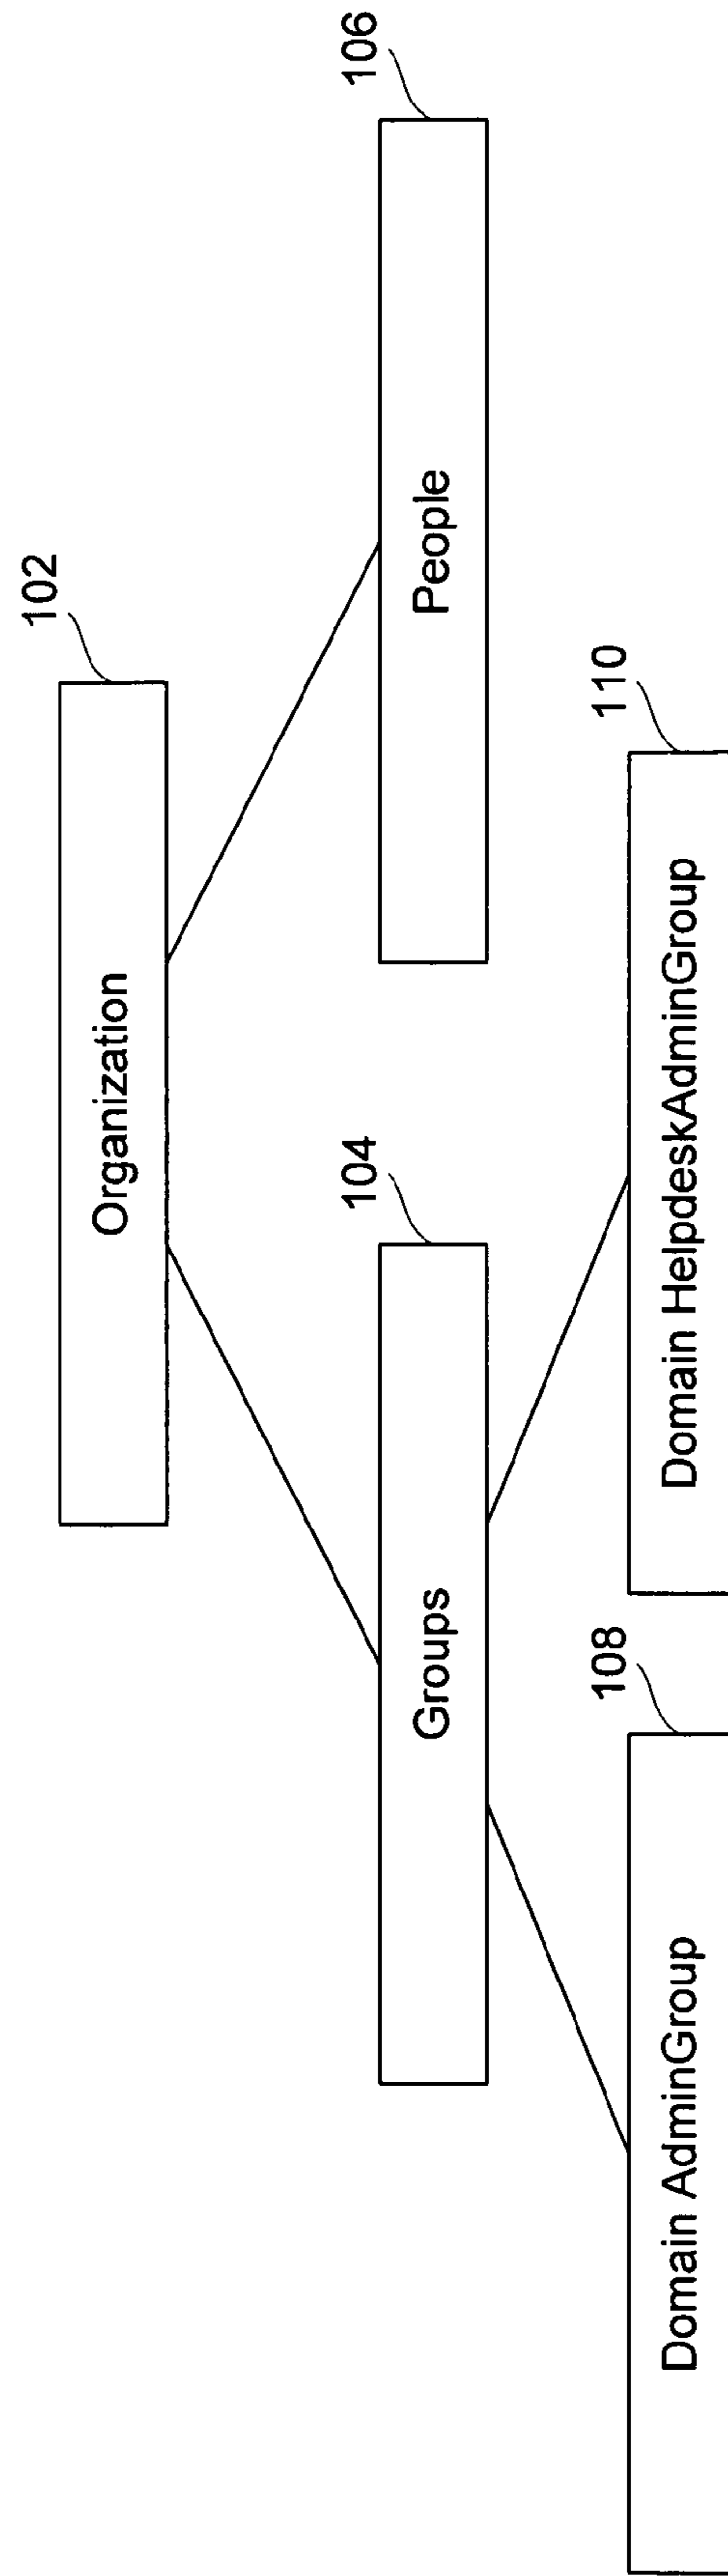 102
Organization
104
Groups
106
People
108
Domain AdminGroup
110
Domain HelpdeskAdminGroup